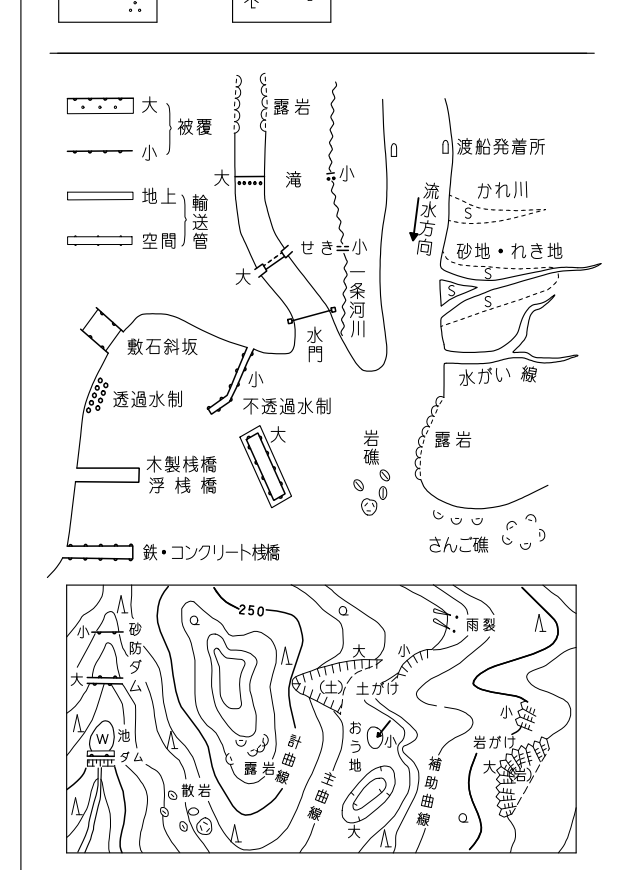 大
被覆
小
地上
輸送管
空間
露岩
大
滝
小
渡船発着所
流水方向
かれ川
S
せき
小
大
一条河川
砂地・れき地
S
S
S
水門
水がい線
敷石斜坂
透過水制
小
不透過水制
大
岩礁
露岩
木製桟橋
浮桟橋
鉄・コンクリート桟橋
さんご礁
250
小
砂防ダム
大
W
池
ダム
散岩
露岩
計曲線
主曲線
大
小
(土)
土がけ
おう地
小
大
補助曲線
雨裂
小
岩がけ
大
(岩)